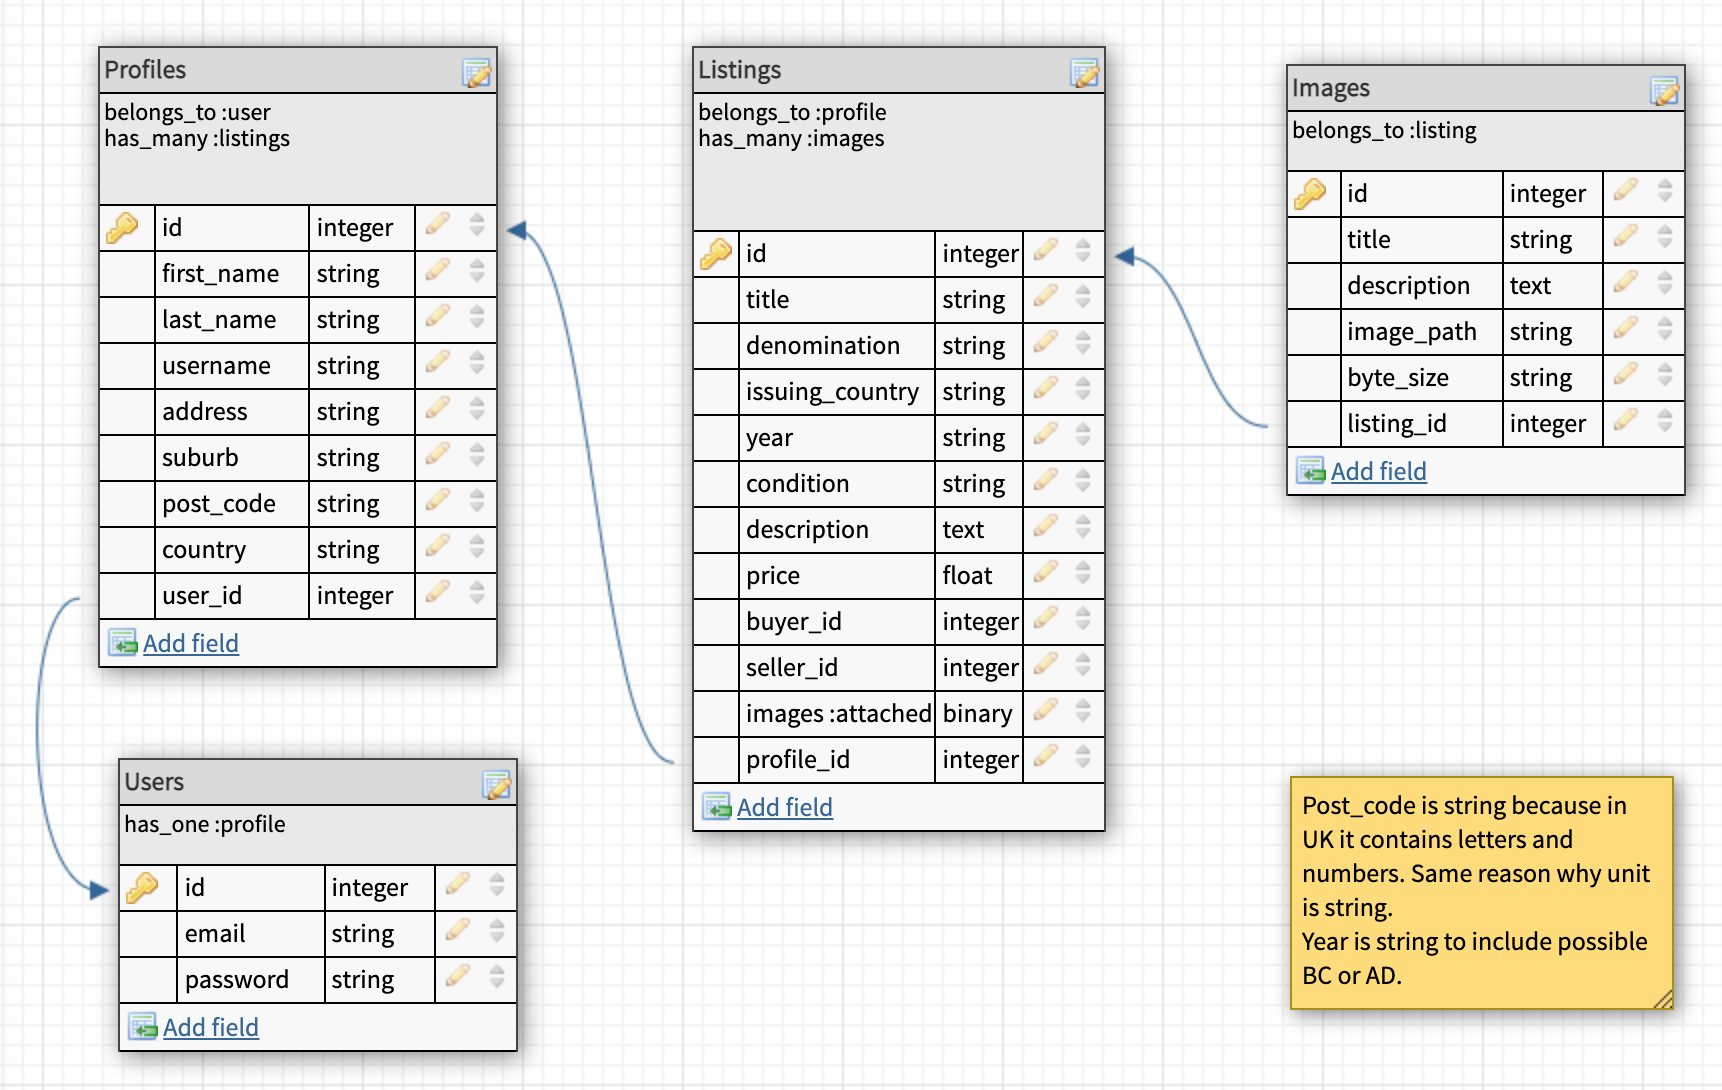 Profiles
belongs_to :user
has_many :listings
id integer
first_name string
last_name string
username string
address string
suburb string
post_code string
country string
user_id integer
Add field
Users
has_one :profile
id integer
email string
password string
Add field
Listings
belongs_to :profile
has_many :images
id integer
title string
denomination string
issuing_country string
year string
condition string
description text
price float
buyer_id integer
seller_id integer
images :attached binary
profile_id integer
Add field
Images
belongs_to :listing
id integer
title string
description text
image_path string
byte_size string
listing_id integer
Add field
Post_code is string because in
UK it contains letters and
numbers. Same reason why unit
is string.
Year is string to include possible
BC or AD.